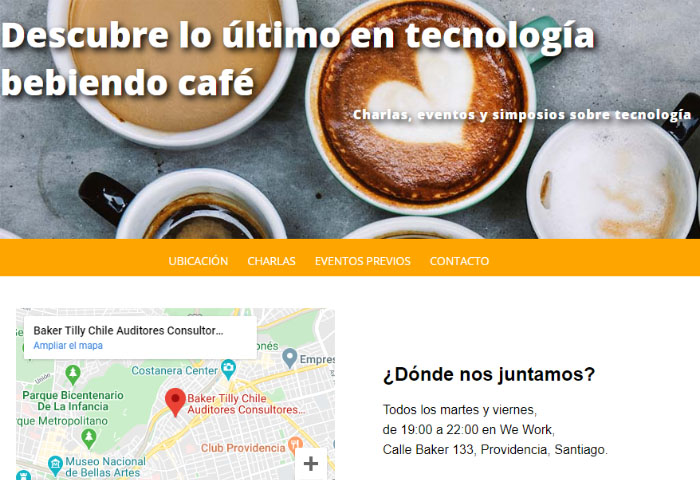 Descubre lo último en tecnología
bebiendo café
Charlas, eventos y simposios sobre tecnología
UBICACIÓN CHARLAS EVENTOS PREVIOS CONTACTO
Baker Tilly Chile Auditores Consultor...
Ampliar el mapa
Costanera Center
Empres
Parque Bicentenario
De La Infancia
Baker Tilly Chile
Auditores Consultores...
rque Metropolitano
Club Providencia
Museo Nacional
de Bellas Artes
¿Dónde nos juntamos?
Todos los martes y viernes,
de 19:00 a 22:00 en We Work,
Calle Baker 133, Providencia, Santiago.